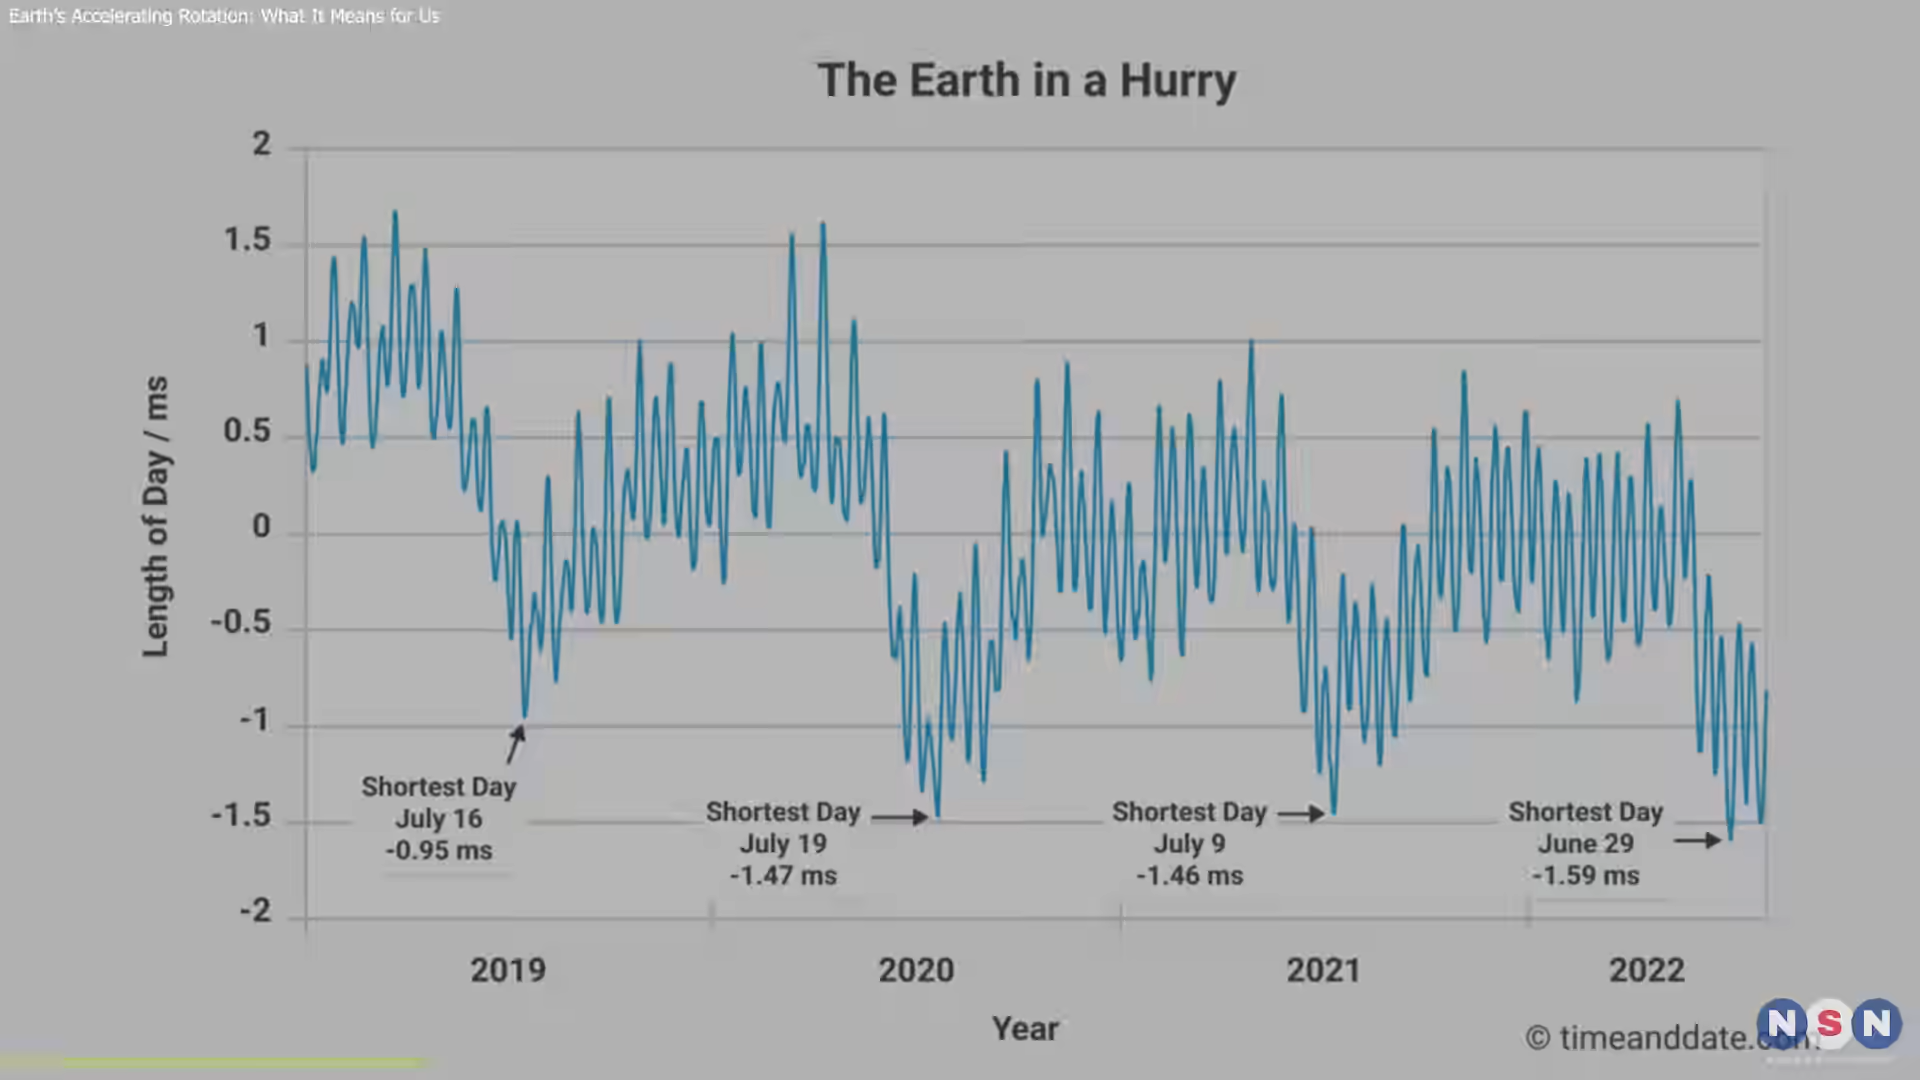 Earth's Accelerating Rotation: What It Means for Us
The Earth in a Hurry
2
1.5
1
0.5
0
-0.5
-1
-1.5
-2
Length of Day / ms
Shortest Day
July 16
-0.95 ms
Shortest Day
July 19
-1.47 ms
Shortest Day
July 9
-1.46 ms
Shortest Day
June 29
-1.59 ms
2019
2020
2021
2022
Year
© timeanddate.com
NSN